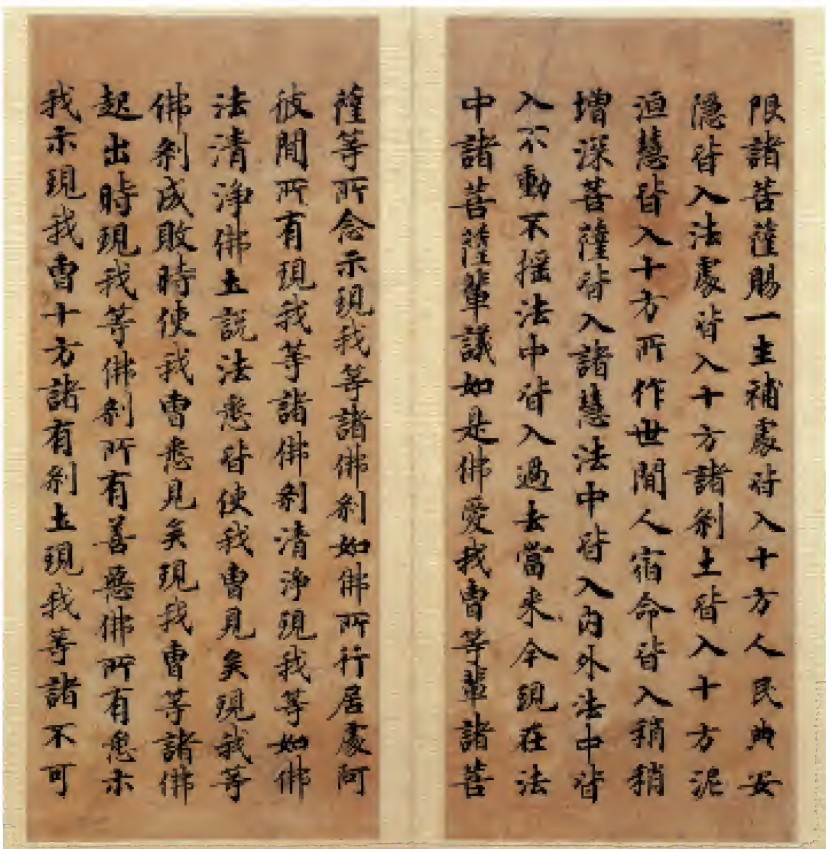 限諸菩薩賜一生補處皆入十方人民典安
隱皆入法處皆入十方諸刹土皆入十方泥
洹慧皆入十方所作世間人宿命皆入稍稍
增深菩薩皆入諸慧法中皆入内外法中皆
入不動不搖法中皆入過去當来今現在法
中諸菩薩輩議如是佛愛我曹等輩諸菩
薩等所念示現我等諸佛刹如佛所行居處阿
彼間所有現我等諸佛刹清淨現我等如佛
法清淨佛土説法悉皆使我曹見矣現我等
佛刹成敗時使我曹悉見矣現我曹等諸佛
起出時現我等佛刹所有善惡佛所有悉示
我示現我曹十方諸有刹土現我等諸不可